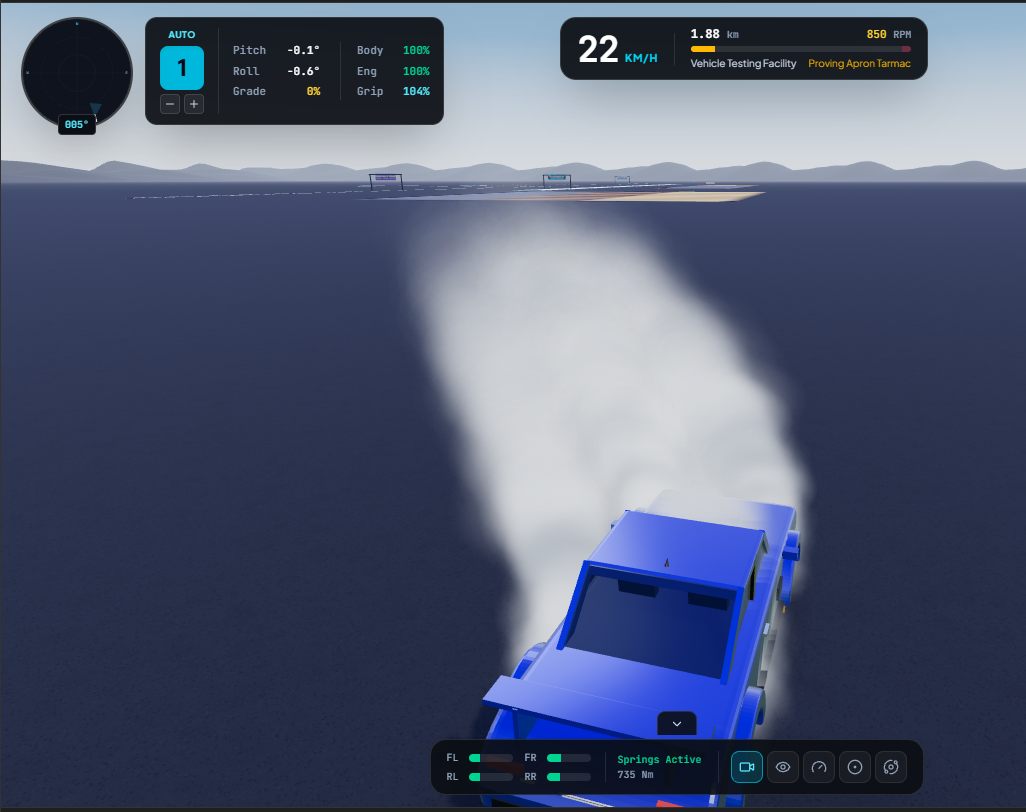 AUTO
1
− +
Pitch -0.1°
Roll -0.6°
Grade 0%
Body 100%
Eng 100%
Grip 104%
005°
22 KM/H
1.88 km
850 RPM
Vehicle Testing Facility
Proving Apron Tarmac
FL FR
RL RR
Springs Active
735 Nm